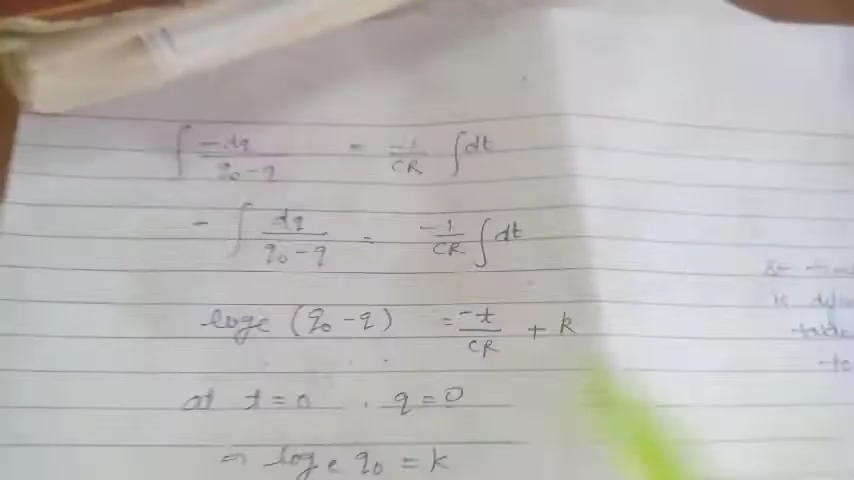 ∫ -dq / q₀-q = -1/CR ∫ dt
- ∫ dq / q₀-q = -1/CR ∫ dt
logₑ (q₀-q) = -t/CR + k
at t=0 . q=0
⇒ logₑ q₀ = k